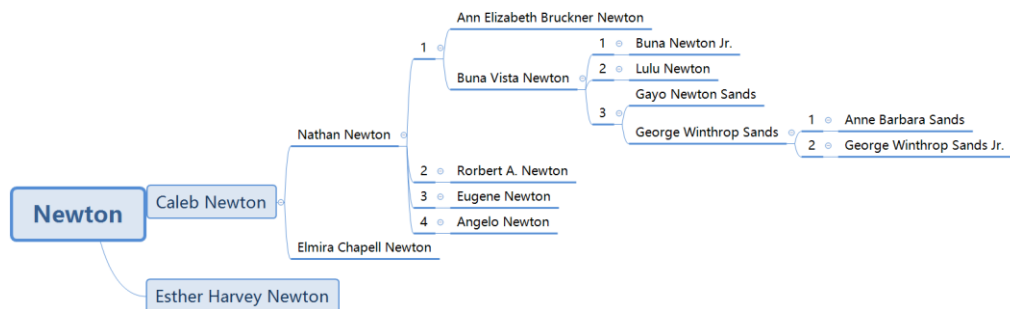 Newton
Caleb Newton
Nathan Newton
1
Ann Elizabeth Bruckner Newton
Buna Vista Newton
1 Buna Newton Jr.
2 Lulu Newton
3
Gayo Newton Sands
George Winthrop Sands
1 Anne Barbara Sands
2 George Winthrop Sands Jr.
2 Rorbert A. Newton
3 Eugene Newton
4 Angelo Newton
Elmira Chapell Newton
Esther Harvey Newton